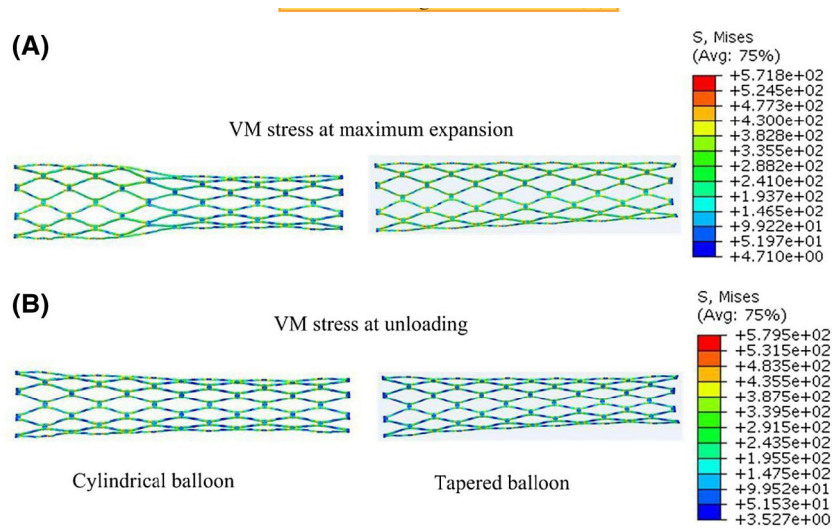 (A)
VM stress at maximum expansion
S, Mises
(Avg: 75%)
+5.718e+02
+5.245e+02
+4.773e+02
+4.300e+02
+3.828e+02
+3.355e+02
+2.882e+02
+2.410e+02
+1.937e+02
+1.465e+02
+9.922e+01
+5.197e+01
+4.710e+00
(B)
VM stress at unloading
S, Mises
(Avg: 75%)
+5.795e+02
+5.315e+02
+4.835e+02
+4.355e+02
+3.875e+02
+3.395e+02
+2.915e+02
+2.435e+02
+1.955e+02
+1.475e+02
+9.952e+01
+5.153e+01
+3.527e+00
Cylindrical balloon
Tapered balloon